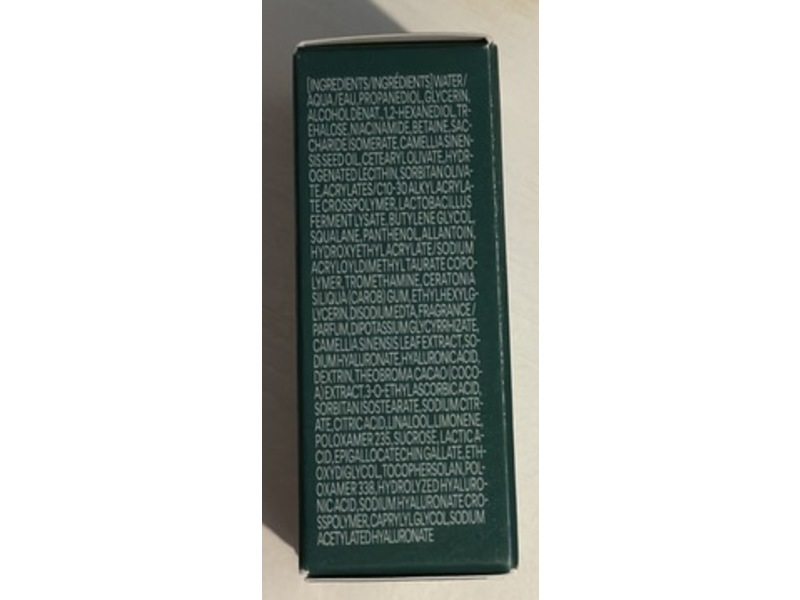 [INGREDIENTS/INGRÉDIENTS] WATER/
AQUA/EAU, PROPANEDIOL, GLYCERIN,
ALCOHOL DENAT., 1,2-HEXANEDIOL, TR-
EHALOSE, NIACINAMIDE, BETAINE, SAC-
CHARIDE ISOMERATE, CAMELLIA SINEN-
SIS SEED OIL, CETEARYL OLIVATE, HYDR-
OGENATED LECITHIN, SORBITAN OLIVA-
TE, ACRYLATES/C10-30 ALKYL ACRYLA-
TE CROSSPOLYMER, LACTOBACILLUS
FERMENT LYSATE, BUTYLENE GLYCOL,
SQUALANE, PANTHENOL, ALLANTOIN,
HYDROXYETHYL ACRYLATE/SODIUM
ACRYLOYLDIMETHYL TAURATE COPO-
LYMER, TROMETHAMINE, CERATONIA
SILIQUA (CAROB) GUM, ETHYLHEXYLG-
LYCERIN, DISODIUM EDTA, FRAGRANCE/
PARFUM, DIPOTASSIUM GLYCYRRHIZATE,
CAMELLIA SINENSIS LEAF EXTRACT, SO-
DIUM HYALURONATE, HYALURONIC ACID,
DEXTRIN, THEOBROMA CACAO (COCO-
A) EXTRACT, 3-O-ETHYL ASCORBIC ACID,
SORBITAN ISOSTEARATE, SODIUM CITR-
ATE, CITRIC ACID, LINALOOL, LIMONENE,
POLOXAMER 235, SUCROSE, LACTIC A-
CID, EPIGALLOCATECHIN GALLATE, ETH-
OXYDIGLYCOL, TOCOPHERSOLAN, POL-
OXAMER 338, HYDROLYZED HYALURO-
NIC ACID, SODIUM HYALURONATE CRO-
SSPOLYMER, CAPRYLYL GLYCOL, SODIUM
ACETYLATED HYALURONATE